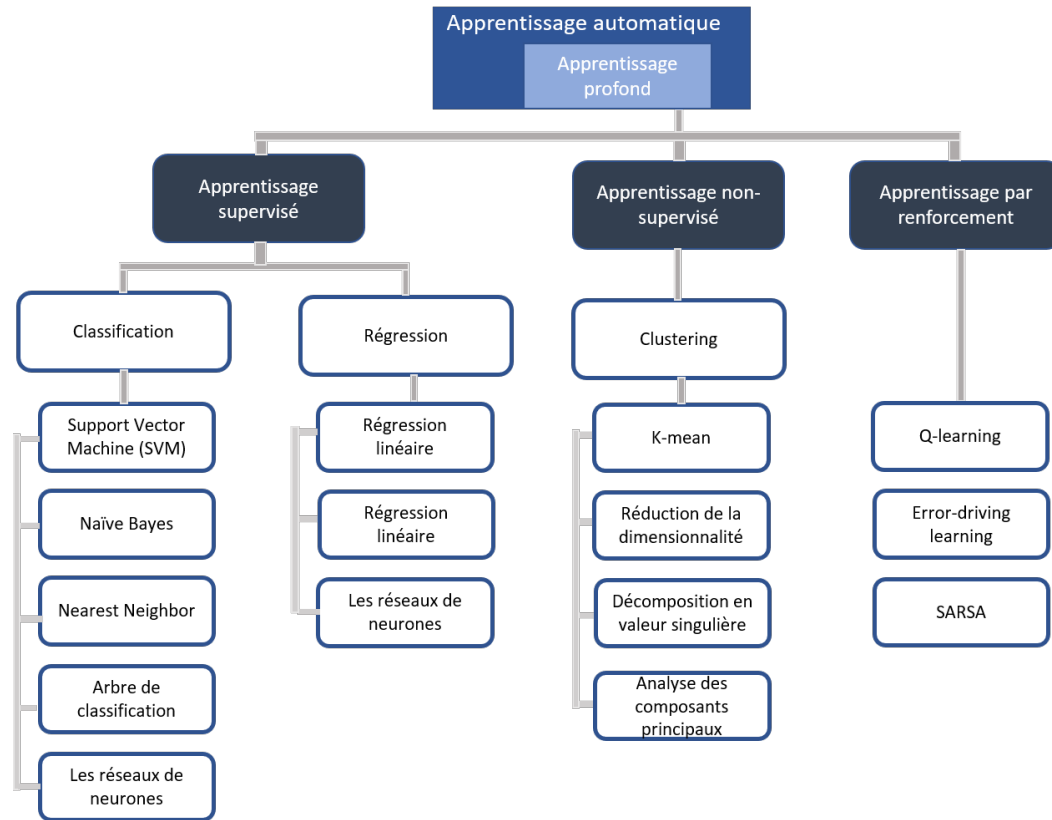 Apprentissage automatique
Apprentissage
profond
Apprentissage
supervisé
Apprentissage non-
supervisé
Apprentissage par
renforcement
Classification
Régression
Clustering
Support Vector
Machine (SVM)
Naïve Bayes
Nearest Neighbor
Arbre de
classification
Les réseaux de
neurones
Régression
linéaire
Régression
linéaire
Les réseaux de
neurones
K-mean
Réduction de la
dimensionnalité
Décomposition en
valeur singulière
Analyse des
composants
principaux
Q-learning
Error-driving
learning
SARSA